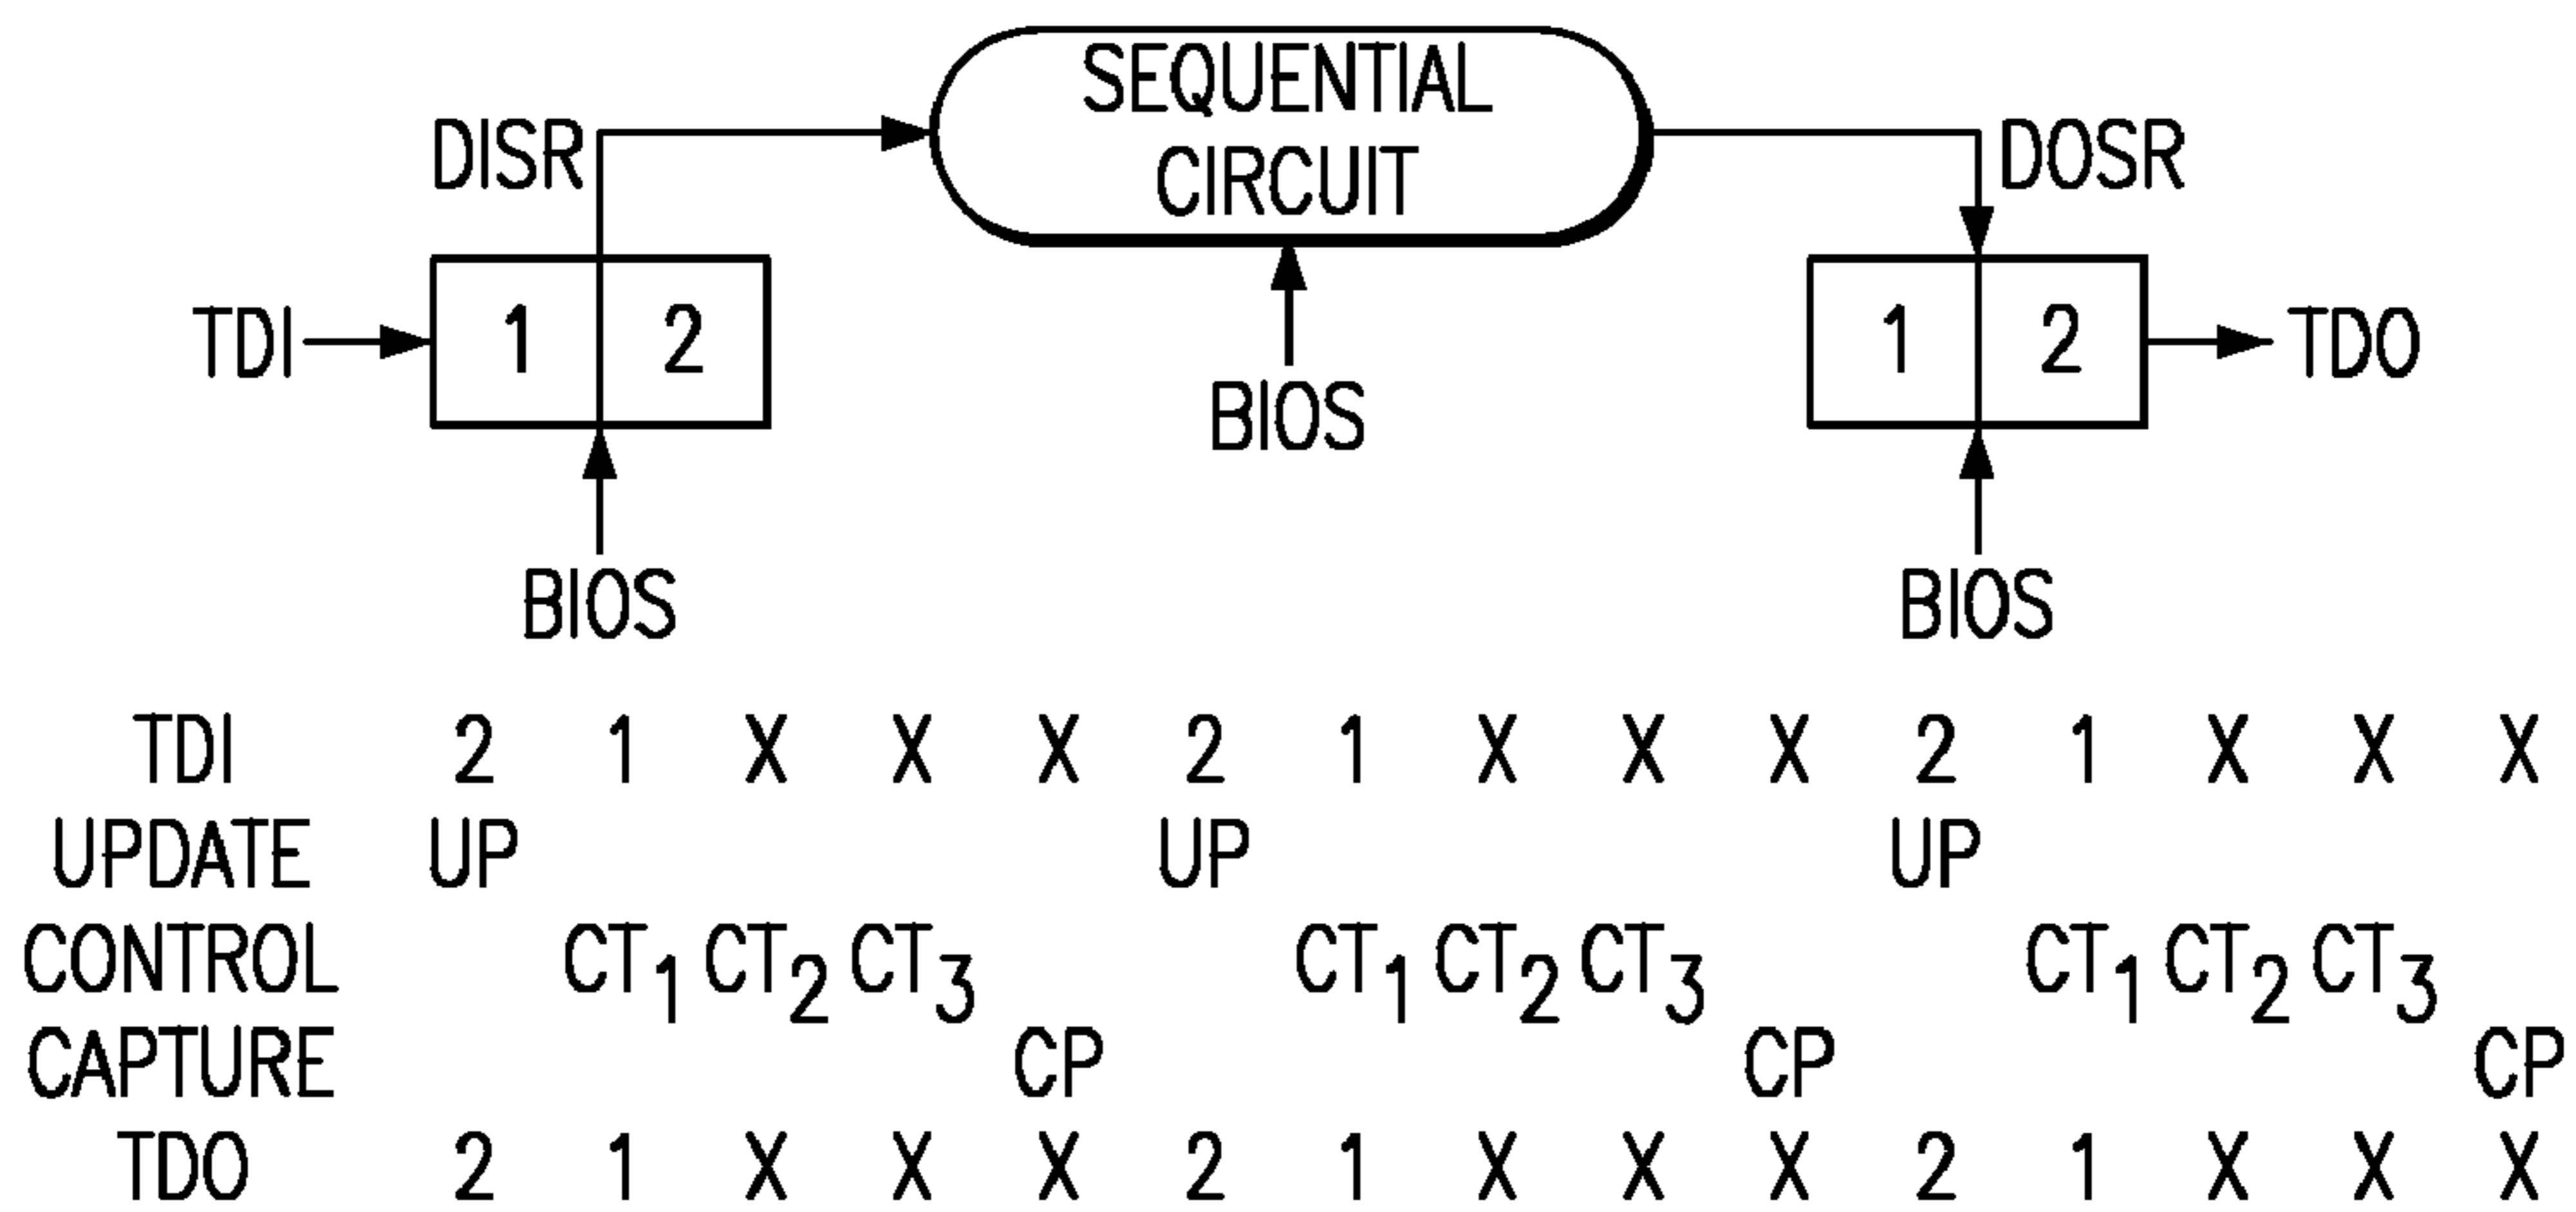 SEQUENTIAL
CIRCUIT
DISR
DOSR
TDI 1 2 1 2 TDO
BIOS
BIOS BIOS
TDI 2 1 X X X 2 1 X X X 2 1 X X X
UPDATE UP UP UP
CONTROL CT1 CT2 CT3 CT1 CT2 CT3 CT1 CT2 CT3
CAPTURE CP CP CP
TDO 2 1 X X X 2 1 X X X 2 1 X X X